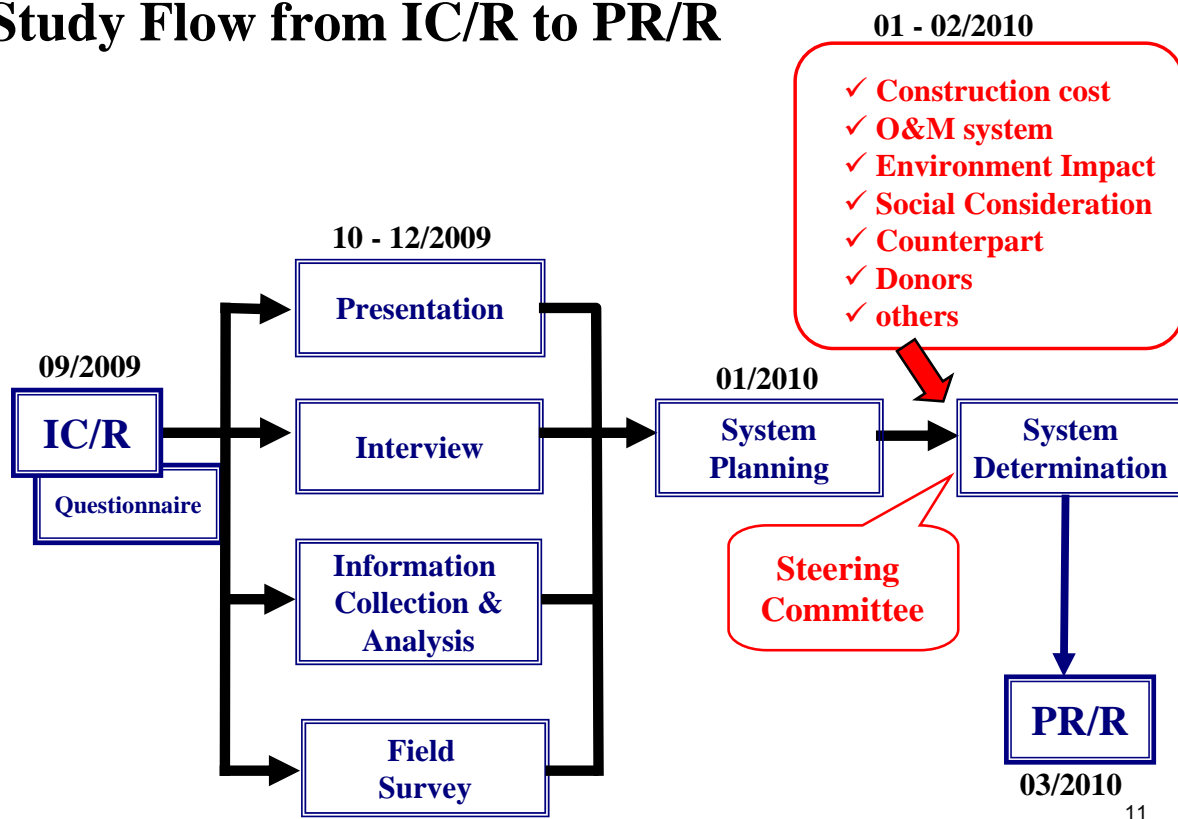 Study Flow from IC/R to PR/R
01 - 02/2010
✓ Construction cost
✓ O&M system
✓ Environment Impact
✓ Social Consideration
✓ Counterpart
✓ Donors
✓ others
10 - 12/2009
Presentation
09/2009
IC/R
Questionnaire
Interview
Information
Collection &
Analysis
Field
Survey
01/2010
System
Planning
System
Determination
Steering
Committee
PR/R
03/2010
11